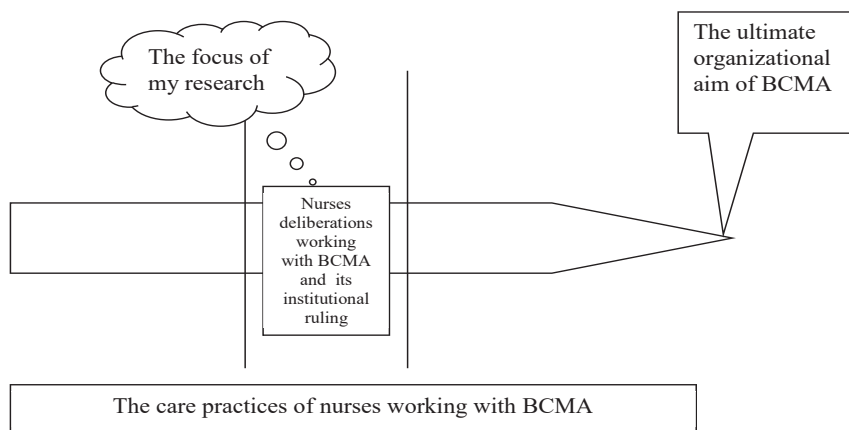 The focus of
my research
The ultimate
organizational
aim of BCMA
Nurses
deliberations
working
with BCMA
and its
institutional
ruling
The care practices of nurses working with BCMA